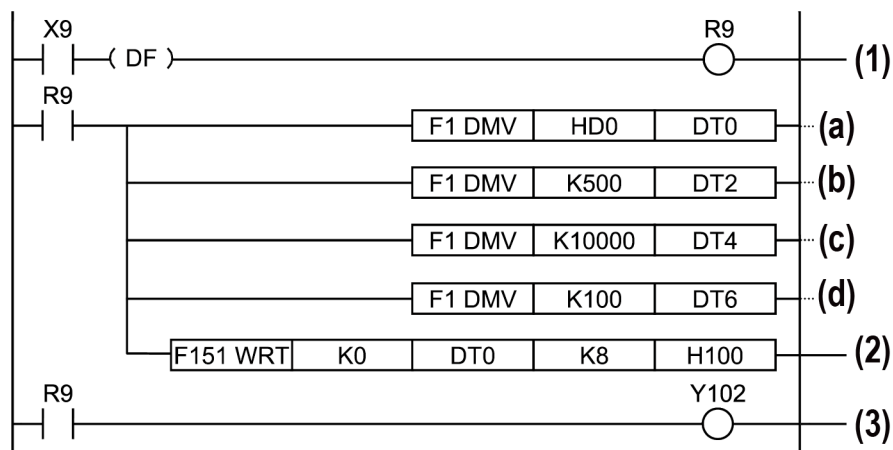 X9 R9
( DF ) (1)
R9
F1 DMV HD0 DT0 (a)
F1 DMV K500 DT2 (b)
F1 DMV K10000 DT4 (c)
F1 DMV K100 DT6 (d)
F151 WRT K0 DT0 K8 H100 (2)
R9 Y102
(3)